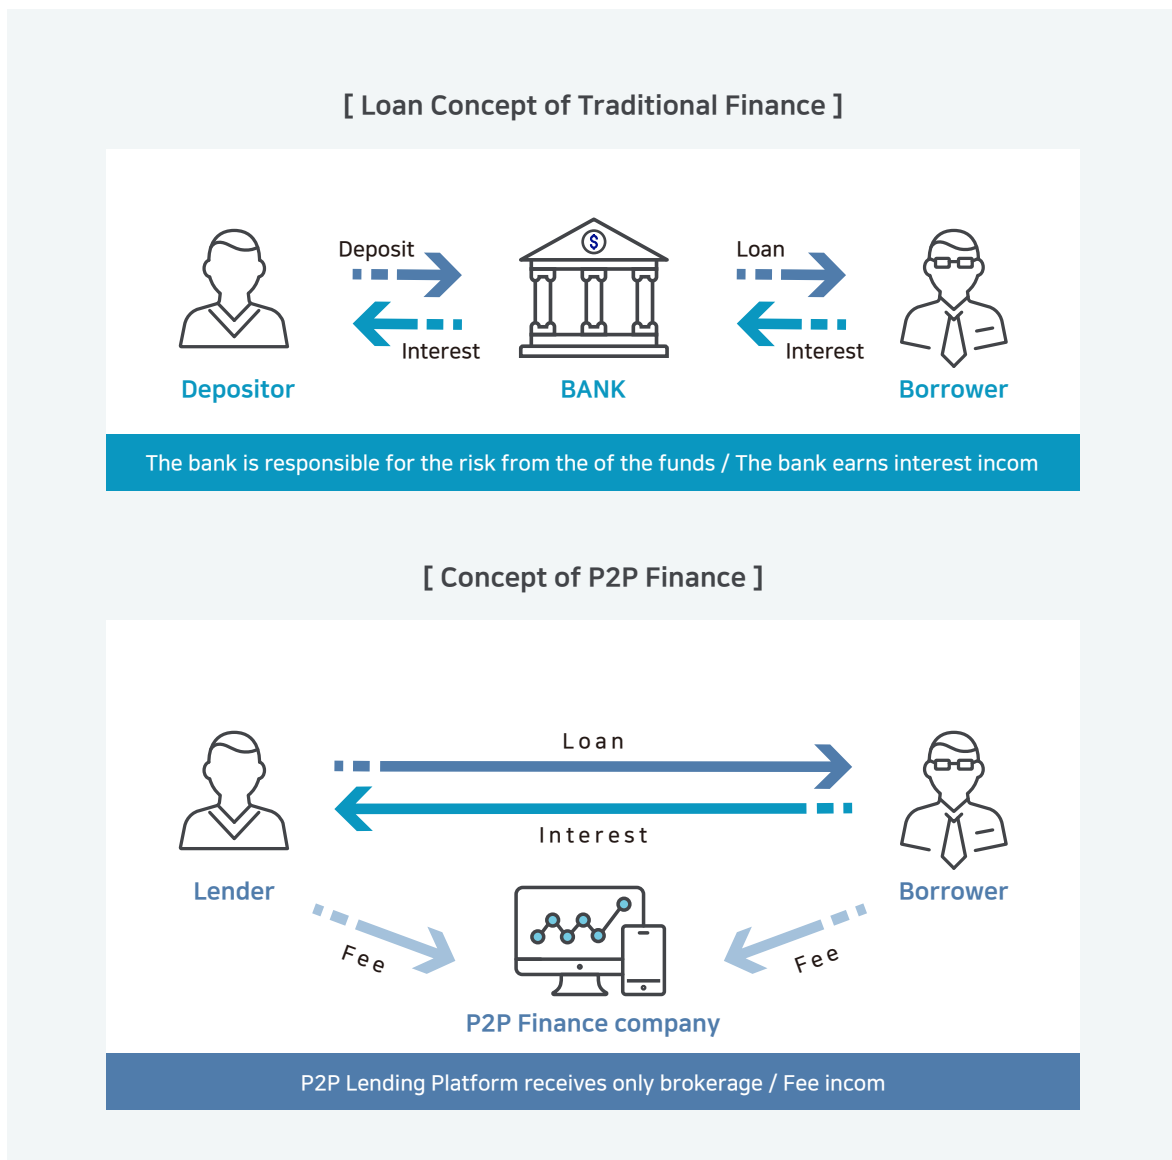 [ Loan Concept of Traditional Finance ]
Deposit
Loan
$
Interest
Interest
Depositor
BANK
Borrower
The bank is responsible for the risk from the of the funds / The bank earns interest incom
[ Concept of P2P Finance ]
Loan
Interest
Lender
Borrower
Fee
Fee
P2P Finance company
P2P Lending Platform receives only brokerage / Fee incom